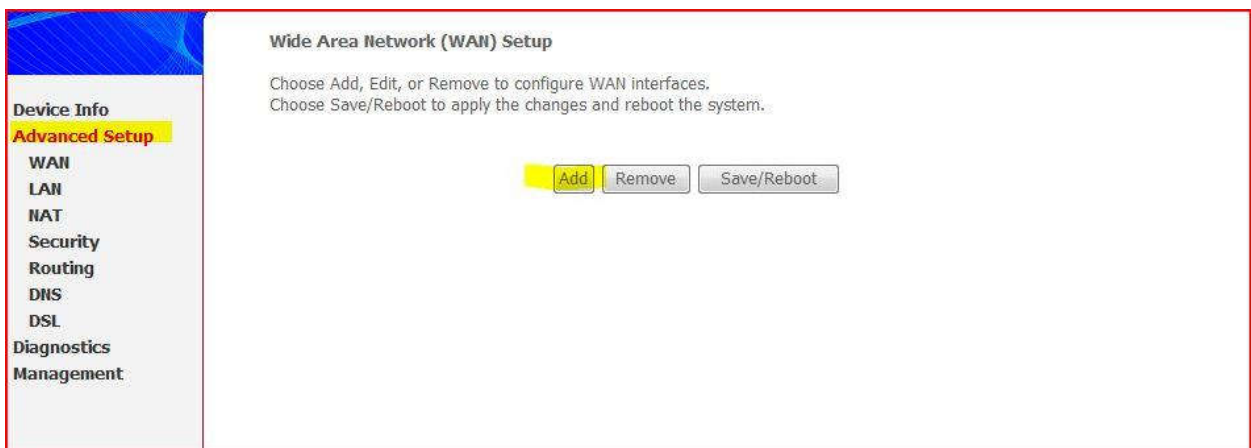 Wide Area Network (WAN) Setup
Choose Add, Edit, or Remove to configure WAN interfaces.
Choose Save/Reboot to apply the changes and reboot the system.
Device Info
Advanced Setup
WAN
LAN
NAT
Security
Routing
DNS
DSL
Diagnostics
Management
Add Remove Save/Reboot